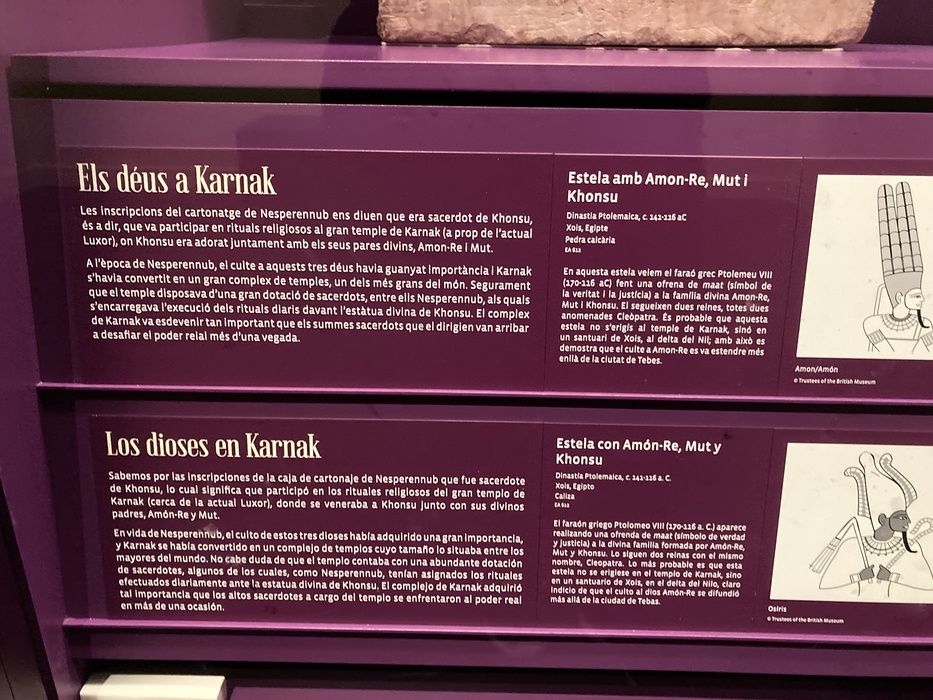 Els déus a Karnak
Les inscripcions del cartonatge de Nesperennub ens diuen que era sacerdot de Khonsu,
és a dir, que va participar en rituals religiosos al gran temple de Karnak (a prop de l'actual
Luxor), on Khonsu era adorat juntament amb els seus pares divins, Amon-Re i Mut.
A l'època de Nesperennub, el culte a aquests tres déus havia guanyat importància i Karnak
s'havia convertit en un gran complex de temples, un dels més grans del món. Segurament
que el temple disposava d'una gran dotació de sacerdots, entre ells Nesperennub, als quals
s'encarregava l'execució dels rituals diaris davant l'estàtua divina de Khonsu. El complex
de Karnak va esdevenir tan important que els summes sacerdots que el dirigien van arribar
a desafiar el poder reial més d'una vegada.
Estela amb Amon-Re, Mut i
Khonsu
Dinastia Ptolemaica, c. 242-116 aC
Xois, Egipte
Pedra calcària
EA 612
En aquesta estela veiem el faraó grec Ptolemeu VIII
(170-116 aC) fent una ofrena de maat (símbol de
la veritat i la justícia) a la família divina Amon-Re,
Mut i Khonsu. El segueixen dues reines, totes dues
anomenades Cleòpatra. És probable que aquesta
estela no s'erigís al temple de Karnak, sinó en
un santuari de Xois, al delta del Nil; amb això es
demostra que el culte a Amon-Re es va estendre més
enllà de la ciutat de Tebes.
Amon/Amón
© Trustees of the British Museum
Los dioses en Karnak
Sabemos por las inscripciones de la caja de cartonaje de Nesperennub que fue sacerdote
de Khonsu, lo cual significa que participó en los rituales religiosos del gran templo de
Karnak (cerca de la actual Luxor), donde se veneraba a Khonsu junto con sus divinos
padres, Amón-Re y Mut.
En vida de Nesperennub, el culto de estos tres dioses había adquirido una gran importancia,
y Karnak se había convertido en un complejo de templos cuyo tamaño lo situaba entre los
mayores del mundo. No cabe duda de que el templo contaba con una abundante dotación
de sacerdotes, algunos de los cuales, como Nesperennub, tenían asignados los rituales
efectuados diariamente ante la estatua divina de Khonsu. El complejo de Karnak adquirió
tal importancia que los altos sacerdotes a cargo del templo se enfrentaron al poder real
en más de una ocasión.
Estela con Amón-Re, Mut y
Khonsu
Dinastía Ptolemaica, c. 242-116 a. C.
Xois, Egipto
Caliza
EA 612
El faraón griego Ptolomeo VIII (170-116 a. C.) aparece
realizando una ofrenda de maat (símbolo de verdad
y justicia) a la divina familia formada por Amón-Re,
Mut y Khonsu. Lo siguen dos reinas con el mismo
nombre, Cleopatra. Lo más probable es que esta
estela no se erigiese en el templo de Karnak, sino
en un santuario de Xois, en el delta del Nilo, claro
indicio de que el culto al dios Amón-Re se difundió
más allá de la ciudad de Tebas.
Osiris
© Trustees of the British Museum